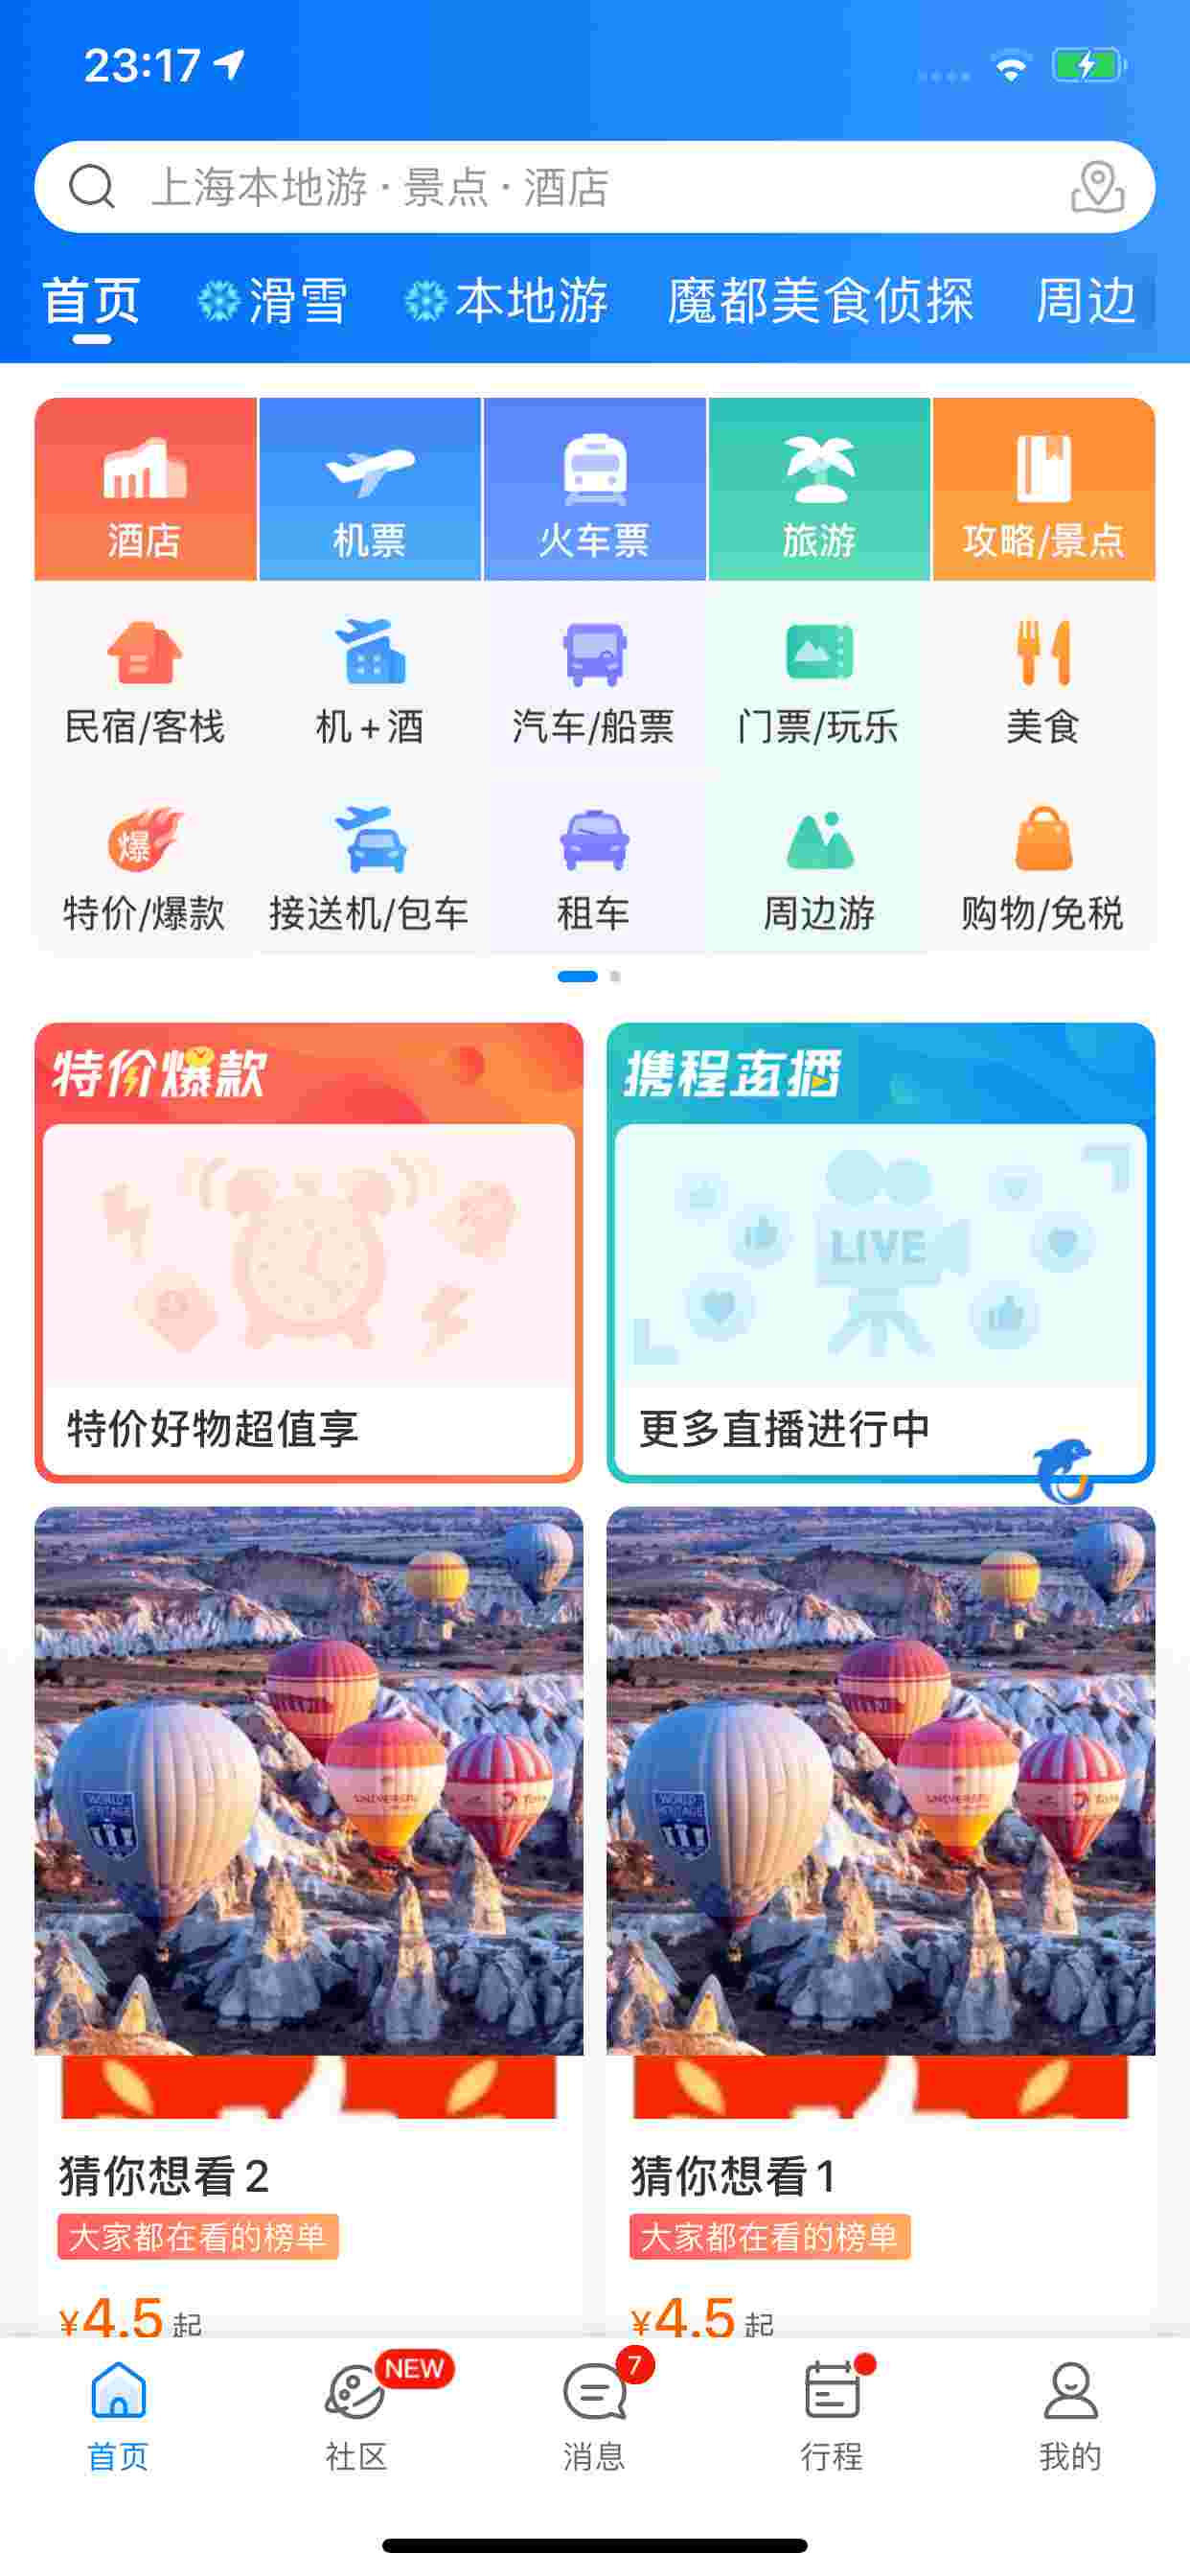 23:17
上海本地游 · 景点 · 酒店
首页 滑雪 本地游 魔都美食侦探 周边
酒店 机票 火车票 旅游 攻略/景点
民宿/客栈 机+酒 汽车/船票 门票/玩乐 美食
爆
特价/爆款 接送机/包车 租车 周边游 购物/免税
特价爆款 携程直播
LIVE
特价好物超值享 更多直播进行中
WORLD HERITAGE UNIVERSAL
WORLD HERITAGE UNIVERSAL
猜你想看2 猜你想看1
大家都在看的榜单 大家都在看的榜单
¥4.5起 ¥4.5起
NEW 7
首页 社区 消息 行程 我的